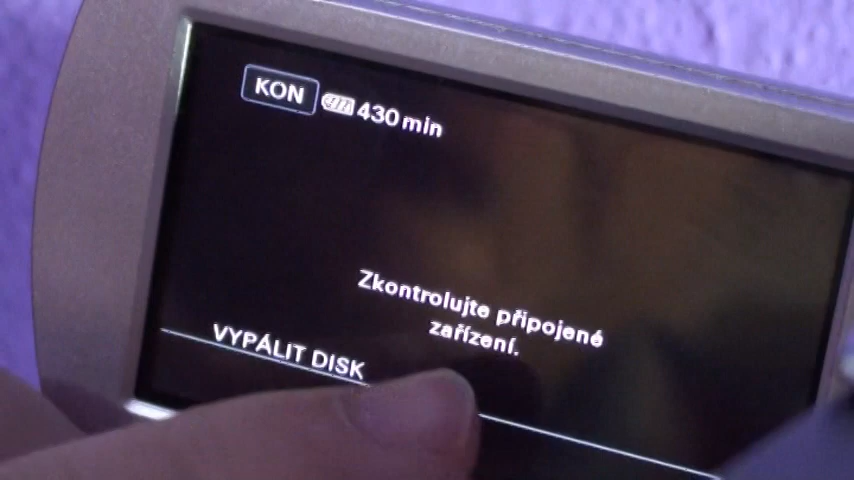 KON 430 min
Zkontrolujte připojené
zařízení.
VYPÁLIT DISK